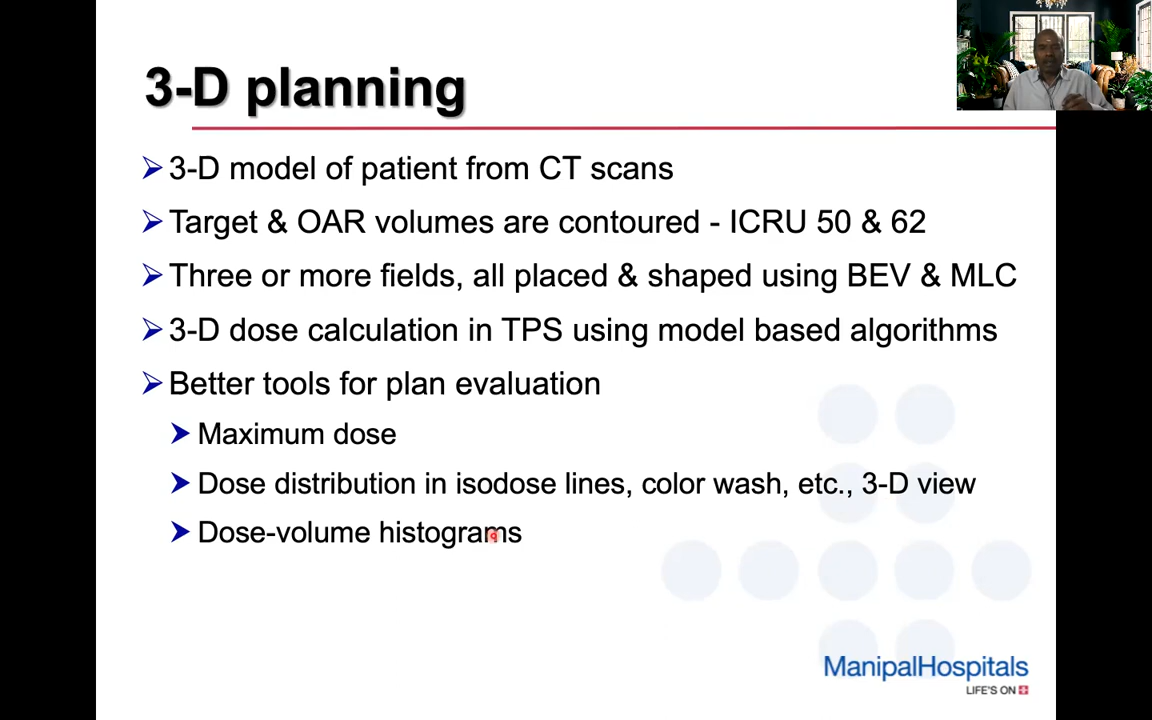 3-D planning
3-D model of patient from CT scans
Target & OAR volumes are contoured - ICRU 50 & 62
Three or more fields, all placed & shaped using BEV & MLC
3-D dose calculation in TPS using model based algorithms
Better tools for plan evaluation
Maximum dose
Dose distribution in isodose lines, color wash, etc., 3-D view
Dose-volume histograms
ManipalHospitals
LIFE'S ON